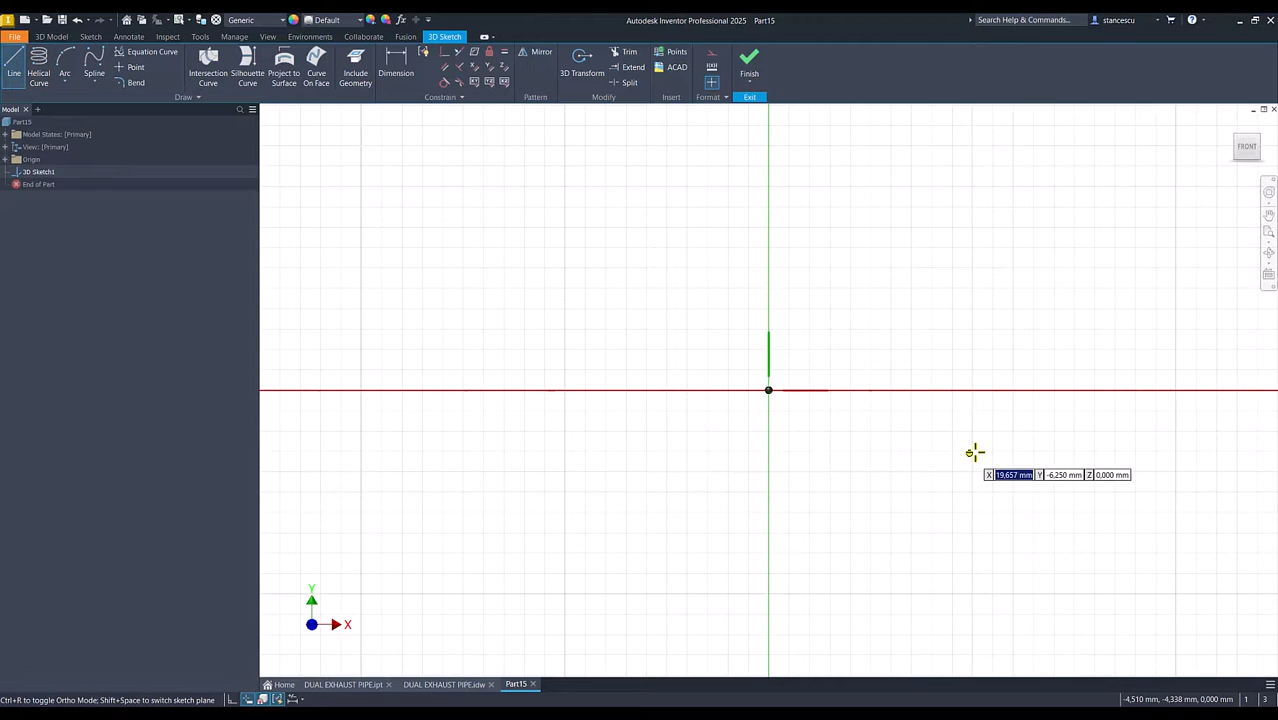 Generic
Default
Autodesk Inventor Professional 2025 Part15
Search Help & Commands...
stancescu
File
3D Model
Sketch
Annotate
Inspect
Tools
Manage
View
Environments
Collaborate
Fusion
3D Sketch
Line
Helical
Curve
Arc
Spline
Equation Curve
Point
Bend
Intersection
Curve
Silhouette
Curve
Project to
Surface
Curve
On Face
Include
Geometry
Dimension
Mirror
3D Transform
Trim
Extend
Split
Points
ACAD
Finish
Draw
Constrain
Pattern
Modify
Insert
Format
Exit
Model
Part15
Model States: [Primary]
View: [Primary]
Origin
3D Sketch1
End of Part
FRONT
X 19,657 mm Y -6,250 mm Z 0,000 mm
Y
X
Home
DUAL EXHAUST PIPE.ipt
DUAL EXHAUST PIPE.idw
Part15
Ctrl+R to toggle Ortho Mode; Shift+Space to switch sketch plane
-4,510 mm, -4,338 mm, 0,000 mm 1 3